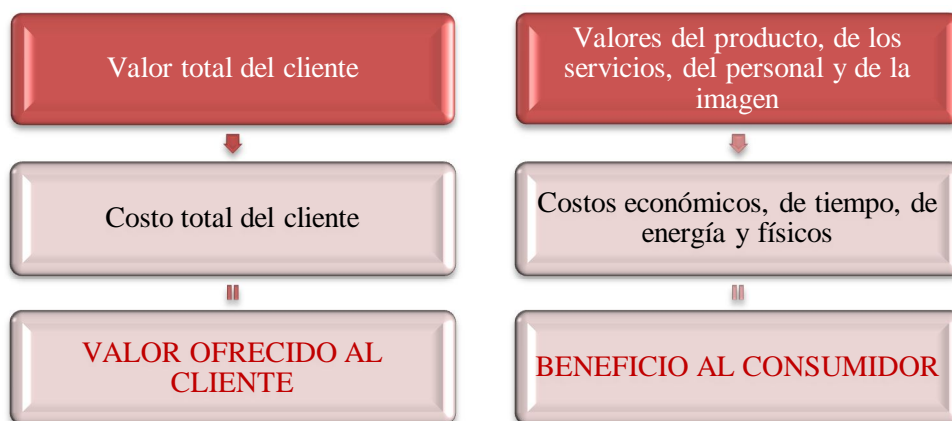 Valor total del cliente
Costo total del cliente
VALOR OFRECIDO AL
CLIENTE
Valores del producto, de los
servicios, del personal y de la
imagen
Costos económicos, de tiempo, de
energía y físicos
BENEFICIO AL CONSUMIDOR